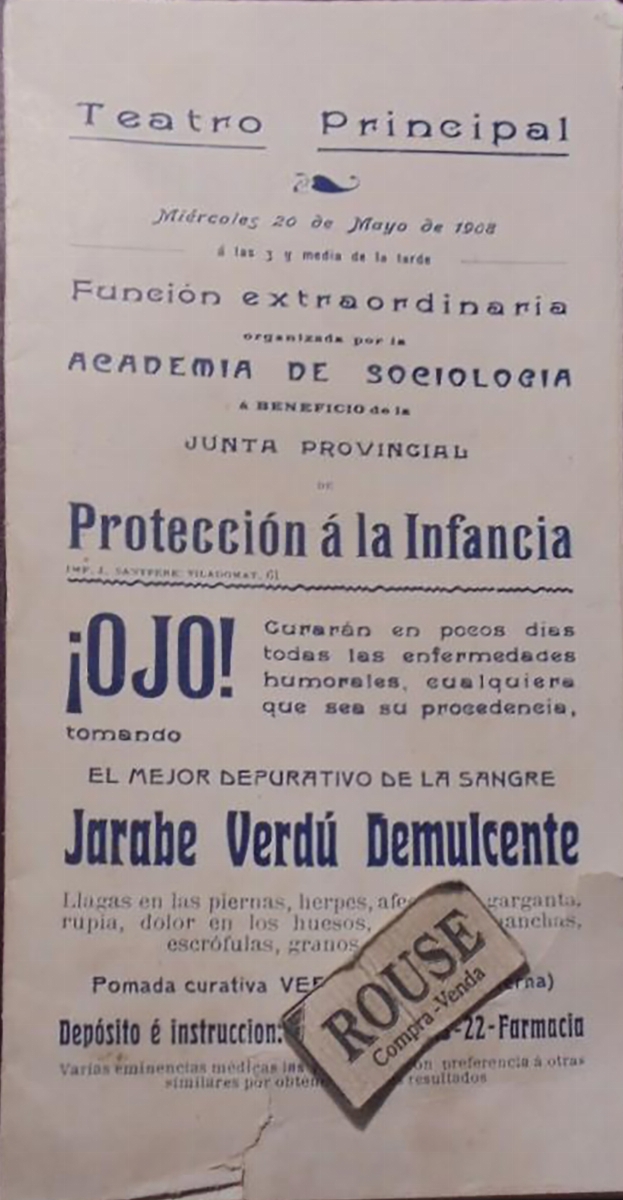 Teatro Principal
Miércoles 20 de Mayo de 1908
á las 3 y media de la tarde
Función extraordinaria
organizada por la
ACADEMIA DE SOCIOLOGIA
á BENEFICIO de la
JUNTA PROVINCIAL
DE
Protección á la Infancia
IMP. J. SANTPERE VILADOMAT, 61
¡OJO! Curarán en pocos dias
todas las enfermedades
humorales, cualquiera
que sea su procedencia,
tomando
EL MEJOR DEPURATIVO DE LA SANGRE
Jarabe Verdú Demulcente
Llagas en las piernas, herpes, garganta,
rupia, dolor en los huesos,
escrófulas, granos
Pomada curativa
Depósito é 22-Farmacia
Varias eminencias médicas las preferencia á otras
similares por resultados
ROUSE
Compra-Venda